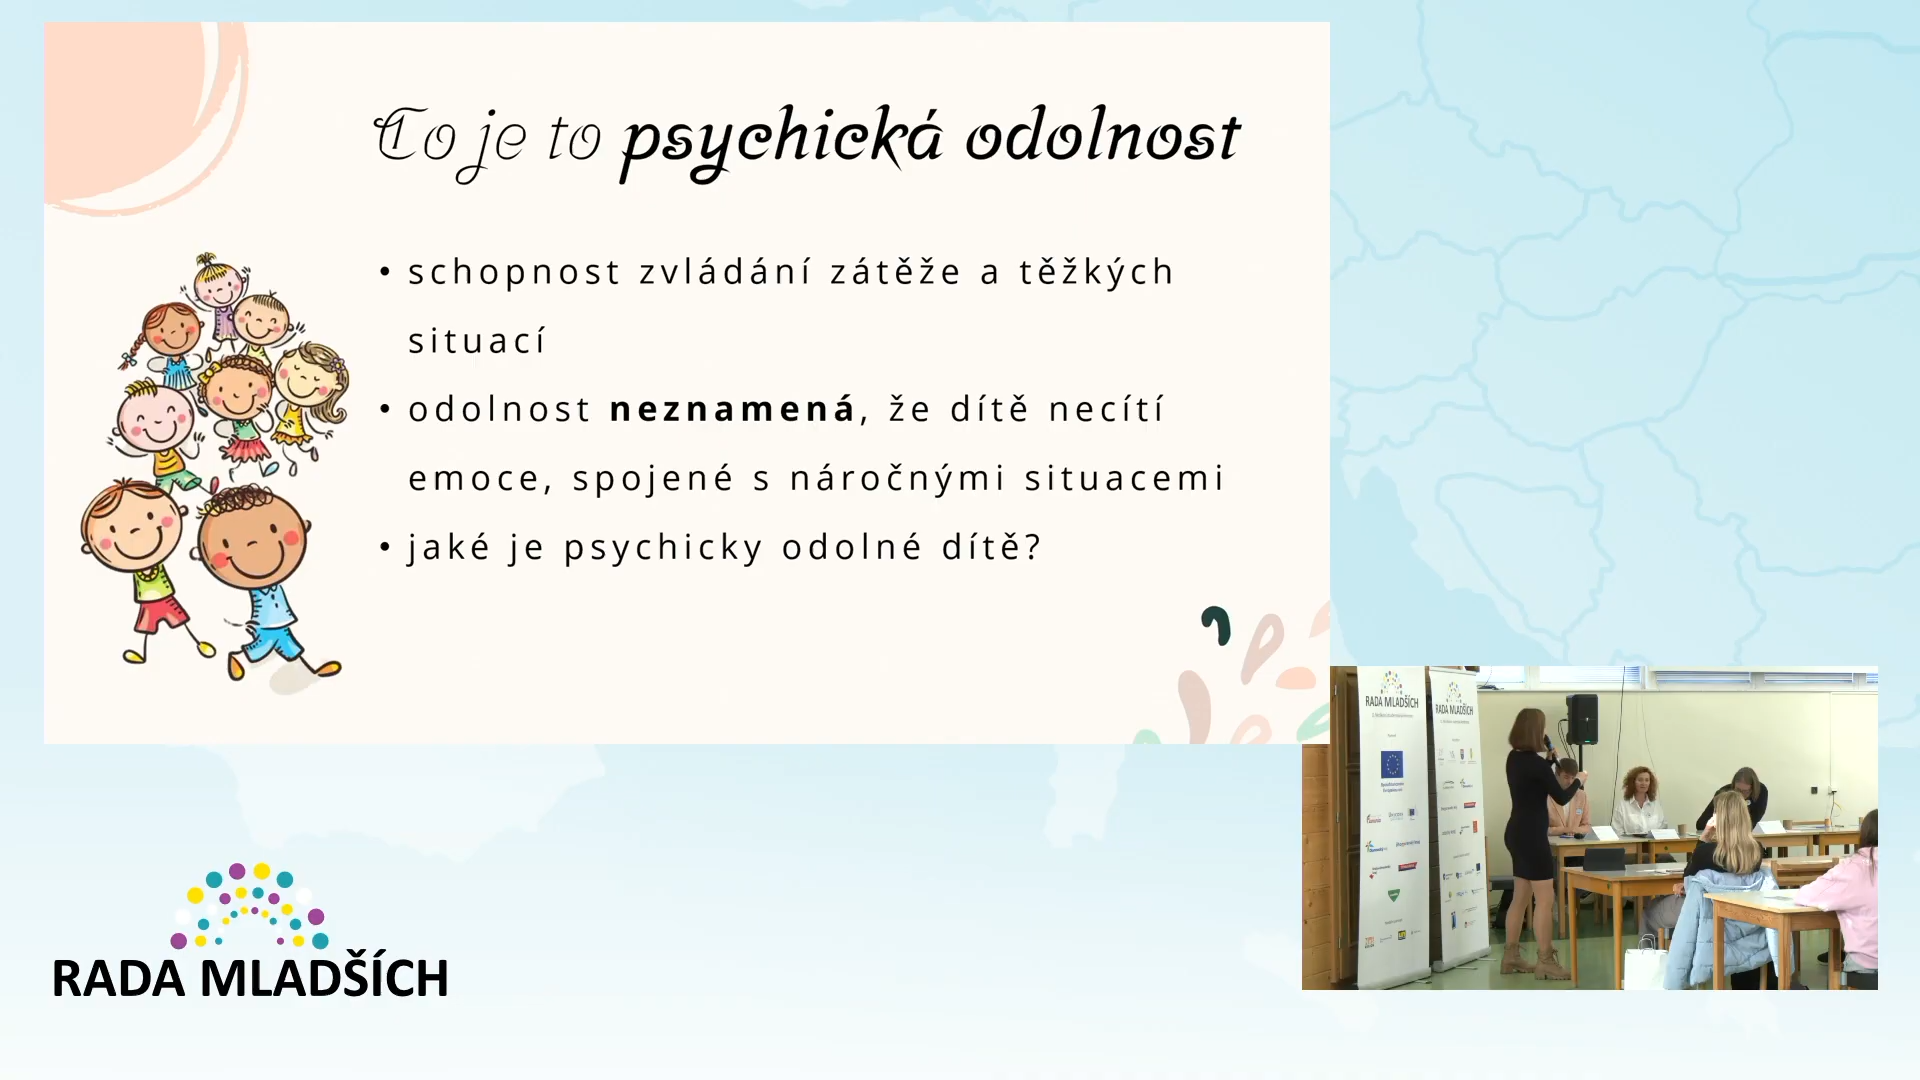 Co je to psychická odolnost
• schopnost zvládání zátěže a těžkých
situací
• odolnost neznamená, že dítě necítí
emoce, spojené s náročnými situacemi
• jaké je psychicky odolné dítě?
RADA MLADŠÍCH
RADA MLADŠÍCH
RADA MLADŠÍCH